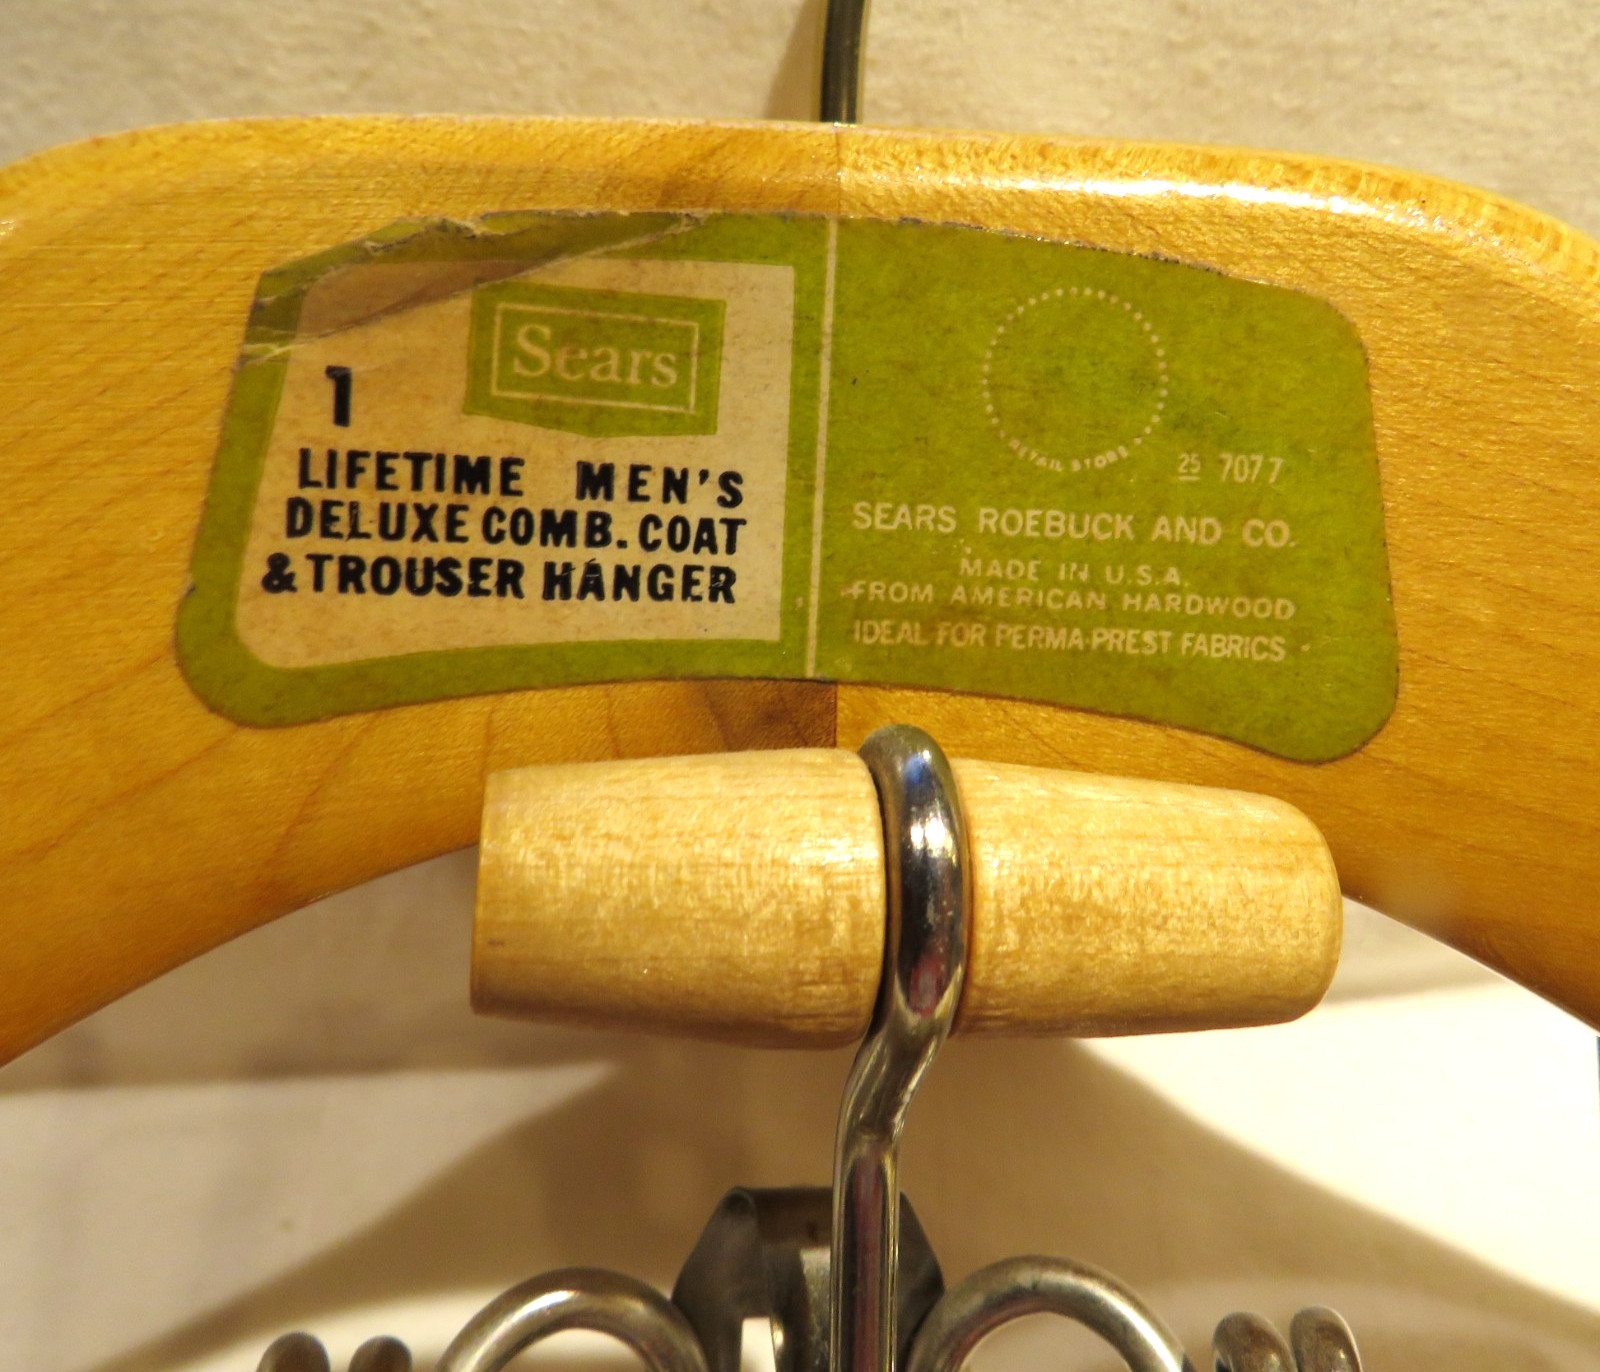 Sears
1
LIFETIME MEN'S
DELUXE COMB. COAT
& TROUSER HANGER
RETAIL STORE
25 7077
SEARS ROEBUCK AND CO.
MADE IN U.S.A.
FROM AMERICAN HARDWOOD
IDEAL FOR PERMA-PREST FABRICS